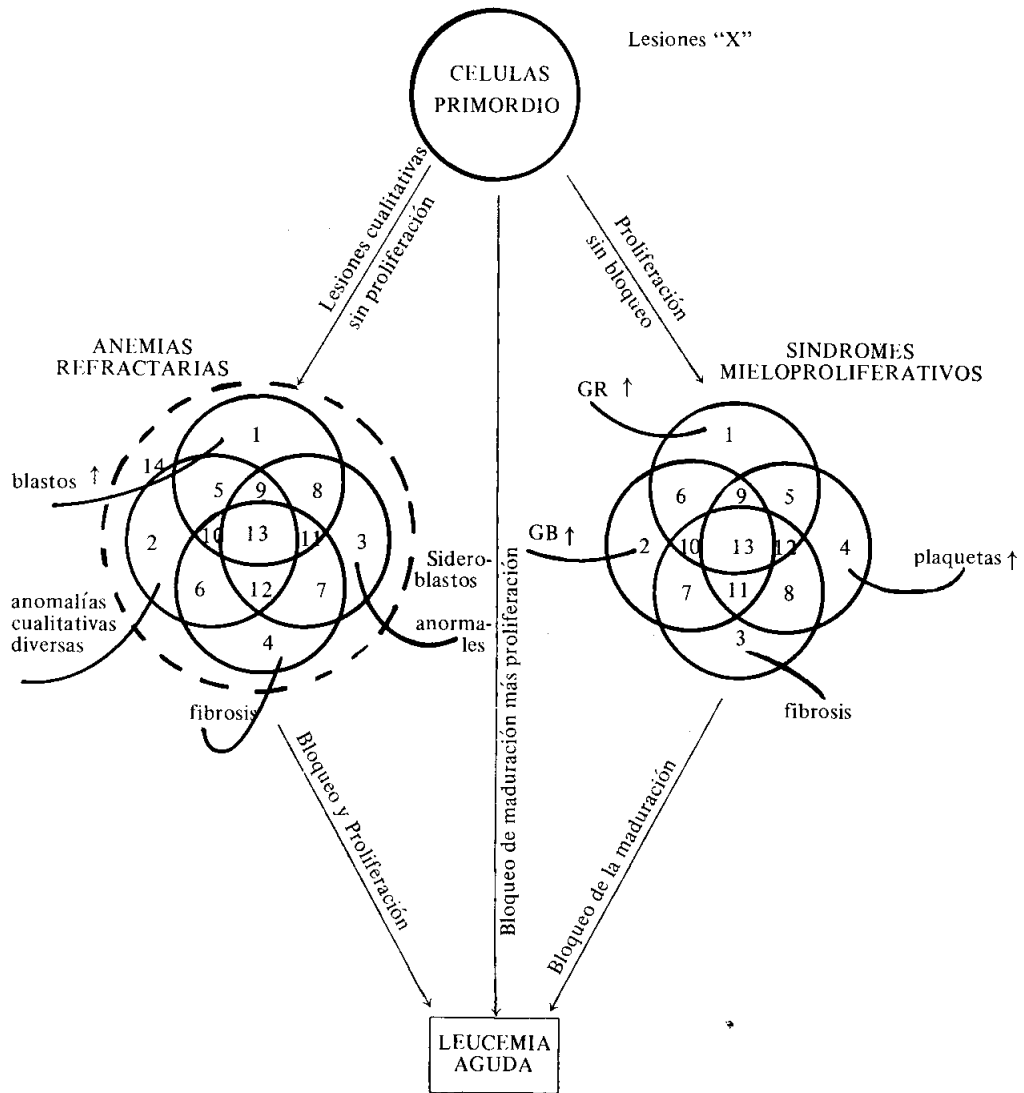 Lesiones “X”
CELULAS
PRIMORDIO
Lesiones cualitativas
sin proliferación
Proliferación
sin bloqueo
ANEMIAS
REFRACTARIAS
SINDROMES
MIELOPROLIFERATIVOS
GR ↑
1
14
blastos ↑
5 9 8
2 10 13 11 3
Sidero-
blastos
anorma-
les
6 12 7
anomalías
cualitativas
diversas
4
fibrosis
1
6 9 5
GB ↑
2 10 13 12 4
plaquetas ↑
7 11 8
3
fibrosis
Bloqueo y Proliferación
Bloqueo de maduración más proliferación
Bloqueo de la maduración
LEUCEMIA
AGUDA